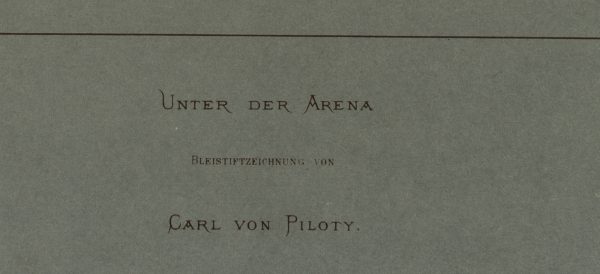 Unter der Arena
Bleistiftzeichnung von
Carl von Piloty.